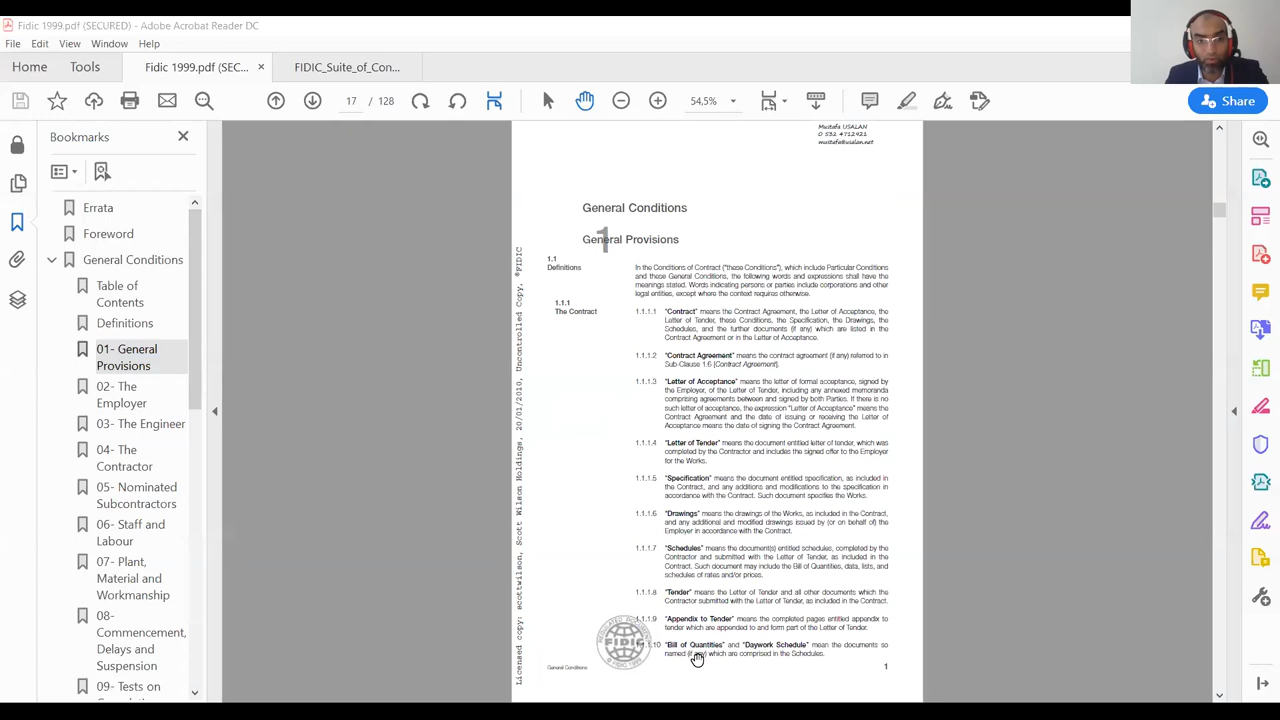 Fidic 1999.pdf (SECURED) - Adobe Acrobat Reader DC
File Edit View Window Help
Home Tools Fidic 1999.pdf (SEC... × FIDIC_Suite_of_Con...
17 / 128 54,5% Share
Bookmarks
Errata
Foreword
General Conditions
Table of
Contents
Definitions
01- General
Provisions
02- The
Employer
03- The Engineer
04- The
Contractor
05- Nominated
Subcontractors
06- Staff and
Labour
07- Plant,
Material and
Workmanship
08-
Commencement,
Delays and
Suspension
09- Tests on
Mustafa USALAN
0 532 4712921
mustafa@usalan.net
General Conditions
1
General Provisions
1.1
Definitions
In the Conditions of Contract ("these Conditions"), which include Particular Conditions
and these General Conditions, the following words and expressions shall have the
meanings stated. Words indicating persons or parties include corporations and other
legal entities, except where the context requires otherwise.
1.1.1
The Contract
1.1.1.1 "Contract" means the Contract Agreement, the Letter of Acceptance, the
Letter of Tender, these Conditions, the Specification, the Drawings, the
Schedules, and the further documents (if any) which are listed in the
Contract Agreement or in the Letter of Acceptance.
1.1.1.2 "Contract Agreement" means the contract agreement (if any) referred to in
Sub-Clause 1.6 [Contract Agreement].
1.1.1.3 "Letter of Acceptance" means the letter of formal acceptance, signed by
the Employer, of the Letter of Tender, including any annexed memoranda
comprising agreements between and signed by both Parties. If there is no
such letter of acceptance, the expression "Letter of Acceptance" means the
Contract Agreement and the date of issuing or receiving the Letter of
Acceptance means the date of signing the Contract Agreement.
1.1.1.4 "Letter of Tender" means the document entitled letter of tender, which was
completed by the Contractor and includes the signed offer to the Employer
for the Works.
1.1.1.5 "Specification" means the document entitled specification, as included in
the Contract, and any additions and modifications to the specification in
accordance with the Contract. Such document specifies the Works.
1.1.1.6 "Drawings" means the drawings of the Works, as included in the Contract,
and any additional and modified drawings issued by (or on behalf of) the
Employer in accordance with the Contract.
1.1.1.7 "Schedules" means the document(s) entitled schedules, completed by the
Contractor and submitted with the Letter of Tender, as included in the
Contract. Such document may include the Bill of Quantities, data, lists, and
schedules of rates and/or prices.
1.1.1.8 "Tender" means the Letter of Tender and all other documents which the
Contractor submitted with the Letter of Tender, as included in the Contract.
1.1.1.9 "Appendix to Tender" means the completed pages entitled appendix to
tender which are appended to and form part of the Letter of Tender.
1.1.1.10 "Bill of Quantities" and "Daywork Schedule" mean the documents so
named (if any) which are comprised in the Schedules.
General Conditions
FIDIC
1
Licensed copy: scottwilson, Scott Wilson Holdings, 20/01/2010, Uncontrolled Copy, ©FIDIC